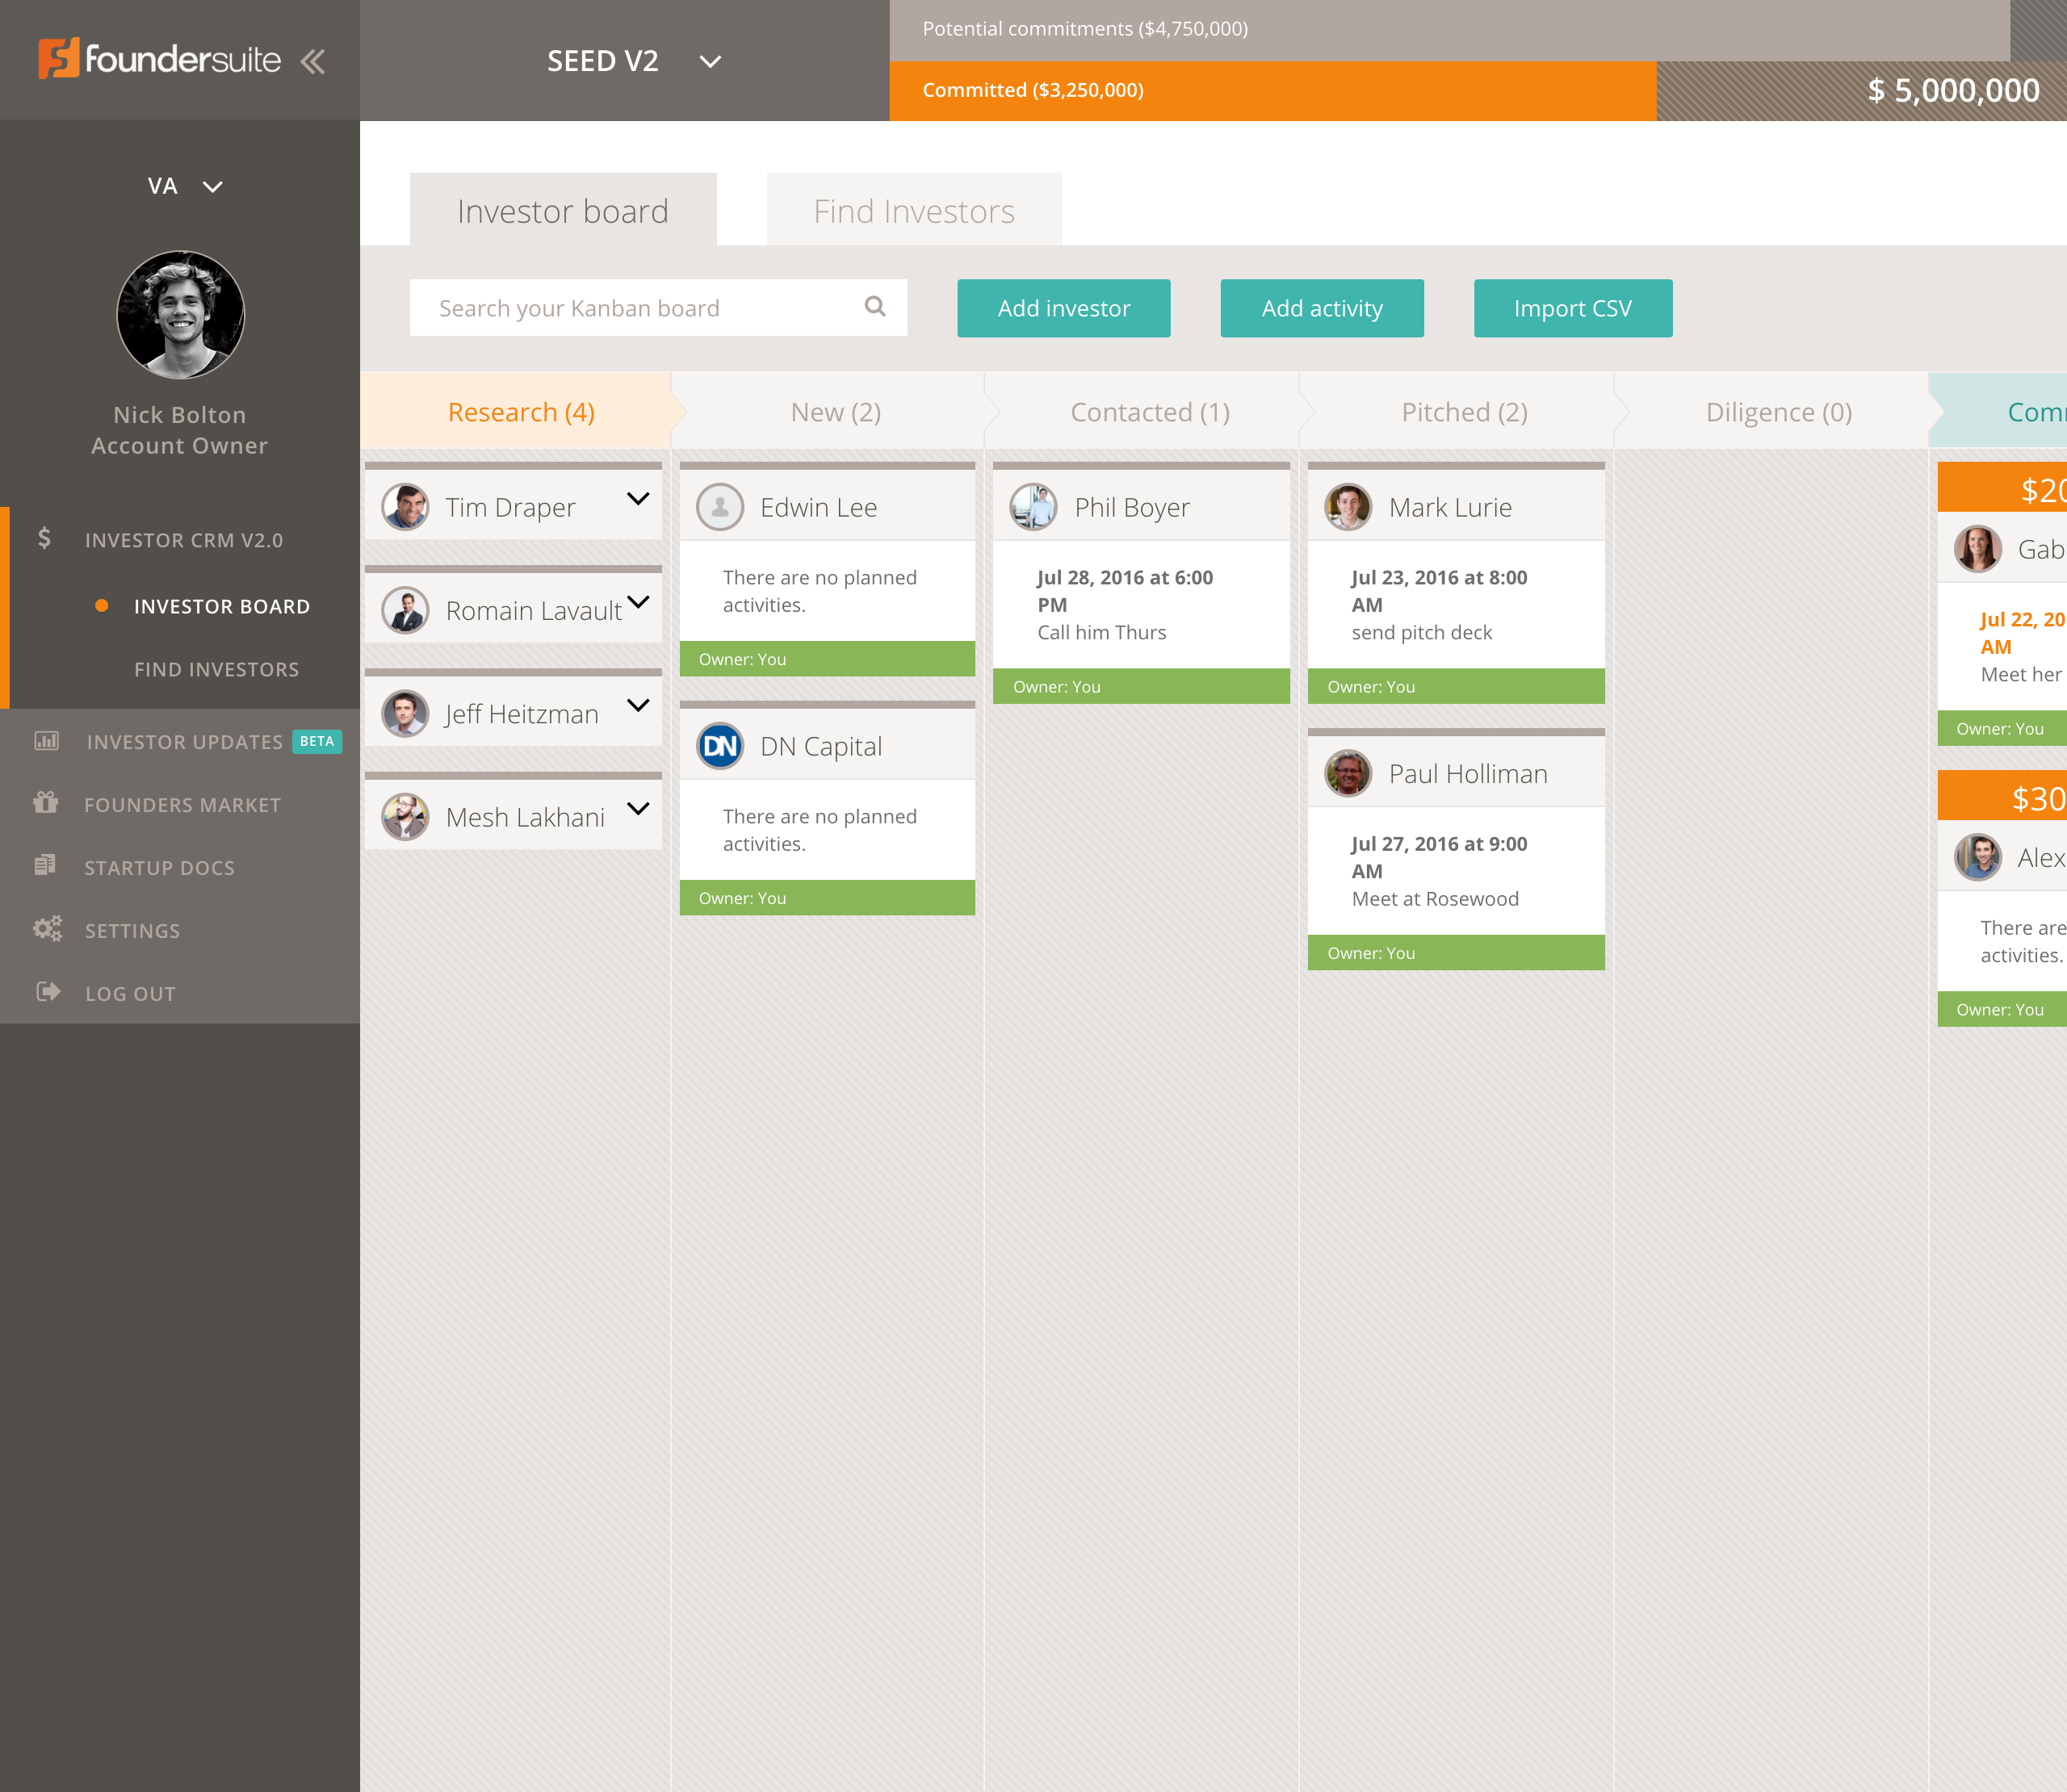 foundersuite
SEED V2
Potential commitments ($4,750,000)
Committed ($3,250,000)
$ 5,000,000
VA
Nick Bolton
Account Owner
$ INVESTOR CRM V2.0
INVESTOR BOARD
FIND INVESTORS
INVESTOR UPDATES BETA
FOUNDERS MARKET
STARTUP DOCS
SETTINGS
LOG OUT
Investor board
Find Investors
Search your Kanban board
Add investor
Add activity
Import CSV
Research (4)
Tim Draper
Romain Lavault
Jeff Heitzman
Mesh Lakhani
New (2)
Edwin Lee
There are no planned
activities.
Owner: You
DN
DN Capital
There are no planned
activities.
Owner: You
Contacted (1)
Phil Boyer
Jul 28, 2016 at 6:00
PM
Call him Thurs
Owner: You
Pitched (2)
Mark Lurie
Jul 23, 2016 at 8:00
AM
send pitch deck
Owner: You
Paul Holliman
Jul 27, 2016 at 9:00
AM
Meet at Rosewood
Owner: You
Diligence (0)
Com
$20
Gab
Jul 22, 20
AM
Meet her
Owner: You
$30
Alex
There are
activities.
Owner: You